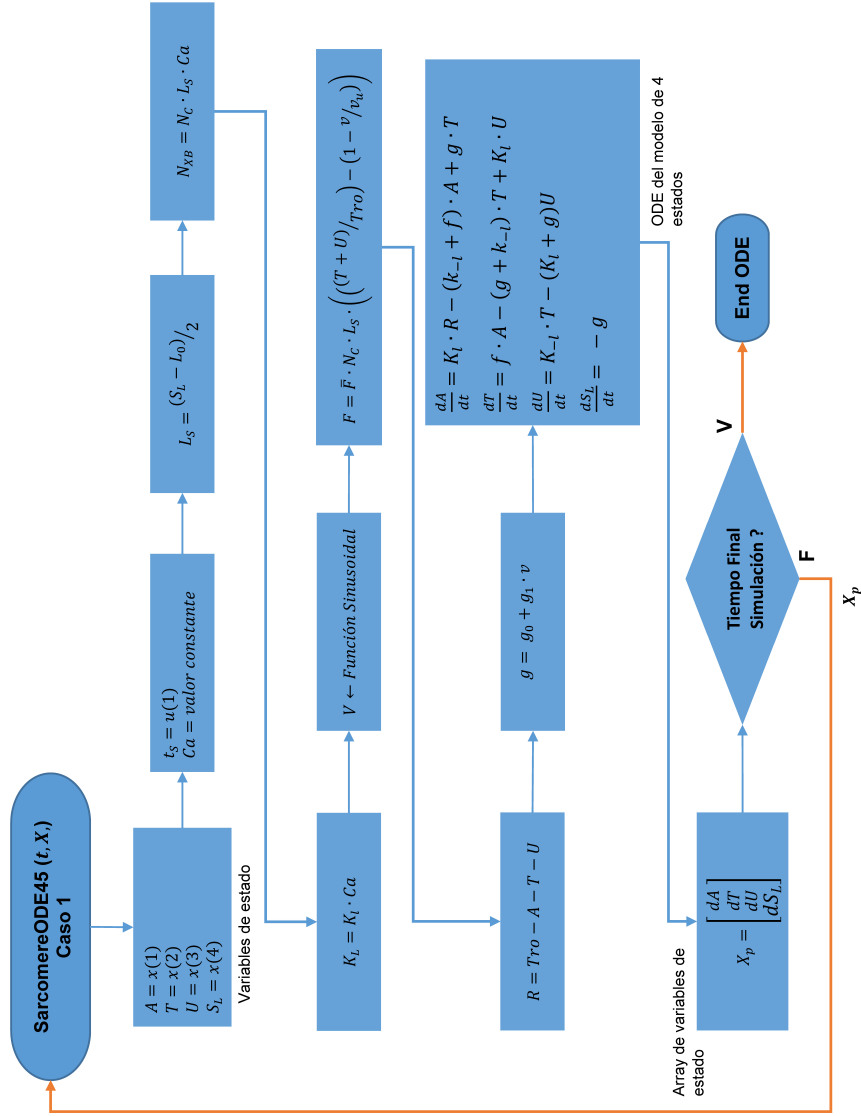 SarcomereODE45 (t, X,)
Caso 1
A = x(1)
T = x(2)
U = x(3)
S_L = x(4)
Variables de estado
t_S = u(1)
Ca = valor constante
L_S = (S_L − L_0)/2
N_XB = N_C · L_S · Ca
K_L = K_l · Ca
V ← Función Sinusoidal
F = F̄ · N_C · L_S · (((T + U)/Tro) − (1 − v/v_u))
R = Tro − A − T − U
g = g_0 + g_1 · v
dA/dt = K_l · R − (k_{−l} + f) · A + g · T
dT/dt = f · A − (g + k_{−l}) · T + K_l · U
dU/dt = K_{−l} · T − (K_l + g)U
dS_L/dt = − g
ODE del modelo de 4
estados
Array de variables de
estado
X_p = [dA
dT
dU
dS_L]
Tiempo Final
Simulación ?
V
End ODE
F
X_p